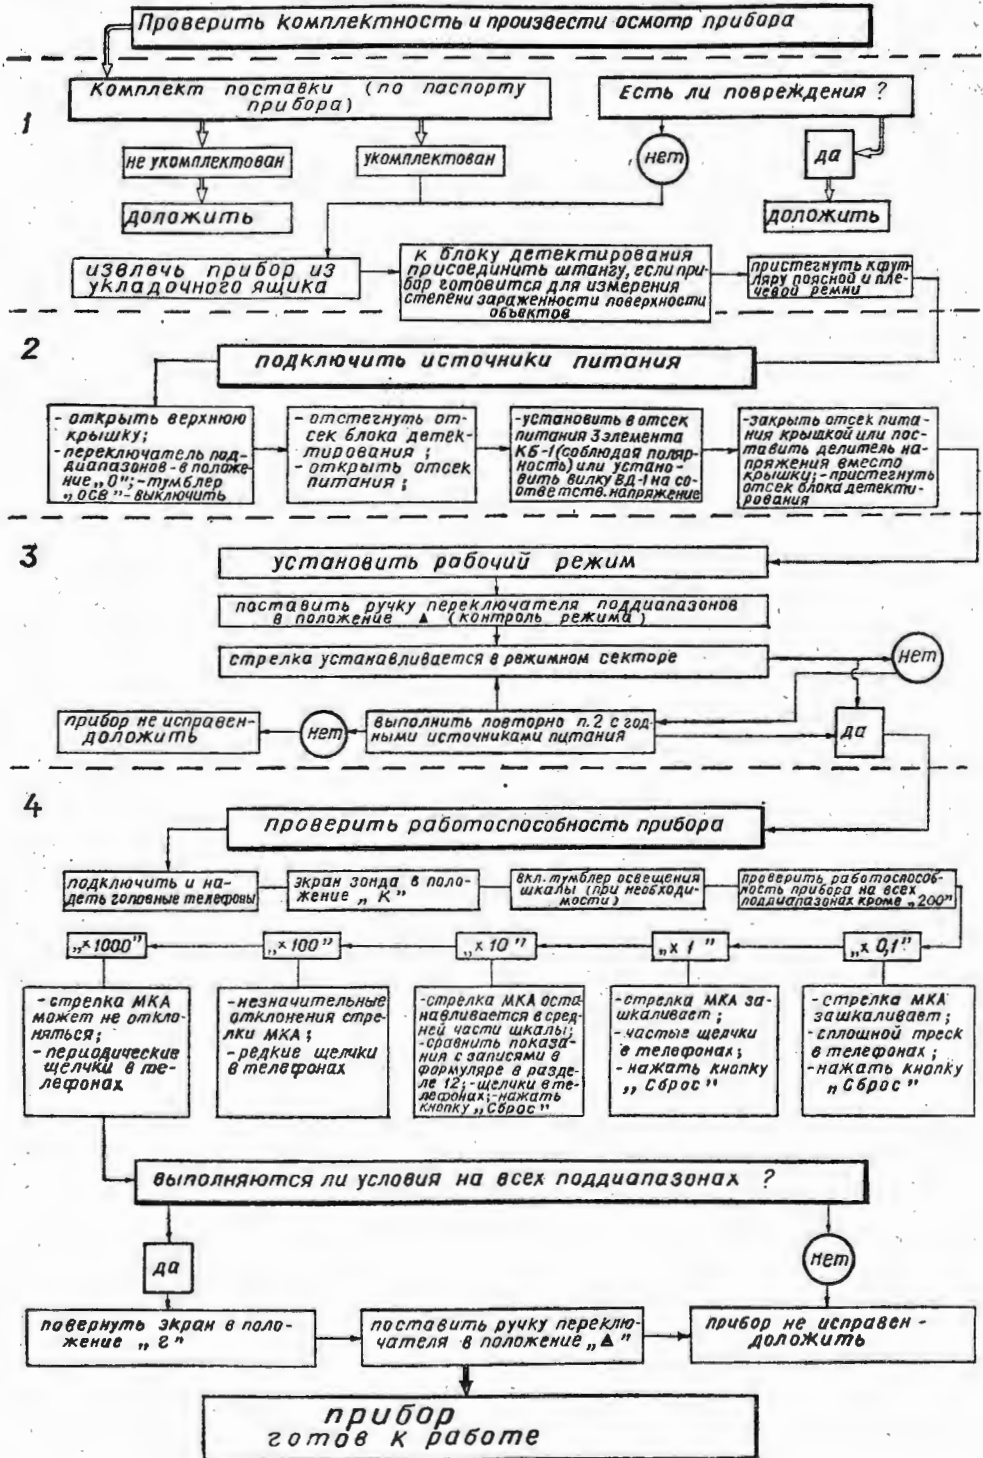 Проверить комплектность и произвести осмотр прибора
1
Комплект поставки (по паспорту
прибора)
Есть ли повреждения ?
не укомплектован
укомплектован
нет
да
доложить
доложить
извлечь прибор из
укладочного ящика
к блоку детектирования
присоединить штангу, если при-
бор готовится для измерения
степени зараженности поверхности
объектов
пристегнуть к фут-
ляру поясной и пле-
чевой ремни
2
подключить источники питания
- открыть верхнюю
крышку;
- переключатель под-
диапазонов - в положе-
ние „0"; - тумблер
„ОСВ" - выключить
- отстегнуть от-
сек блока детек-
тирования ;
- открыть отсек
питания ;
- установить в отсек
питания 3 элемента
КБ-1 (соблюдая поляр-
ность) или устано-
вить вилку ВД-1 на со-
ответств. напряжение
- закрыть отсек пита-
ния крышкой или пос-
тавить делитель на-
пряжения вместо
крышки; - пристегнуть
отсек блока детекти-
рования
3
установить рабочий режим
поставить ручку переключателя поддиапазонов
в положение ▲ (контроль режима)
стрелка устанавливается в режимном секторе
нет
прибор не исправен-
доложить
нет
выполнить повторно п.2 с год-
ными источниками питания
да
4
проверить работоспособность прибора
подключить и на-
деть головные телефоны
экран зонда в поло-
жение „ К "
вкл. тумблер освещения
шкалы (при необходи-
мости)
проверить работоспособ-
ность прибора на всех
поддиапазонах кроме „200"
„×1000"
„×100"
„×10"
„×1"
„×0,1"
- стрелка МКА
может не откло-
няться;
- периодические
щелчки в те-
лефонах
- незначительные
отклонения стре-
лки МКА ;
- редкие щелчки
в телефонах
- стрелка МКА оста-
навливается в сред-
ней части шкалы;
- сравнить показа-
ния с записями в
формуляре в разде-
ле 12; - щелчки в те-
лефонах; - нажать
кнопку „Сброс"
- стрелка МКА за-
шкаливает ;
- частые щелчки
в телефонах;
- нажать кнопку
„ Сброс "
- стрелка МКА
зашкаливает ;
- сплошной треск
в телефонах ;
- нажать кнопку
„ Сброс "
выполняются ли условия на всех поддиапазонах ?
да
нет
повернуть экран в поло-
жение „ г "
поставить ручку переклю-
чателя в положение „▲"
прибор не исправен -
доложить
прибор
готов к работе